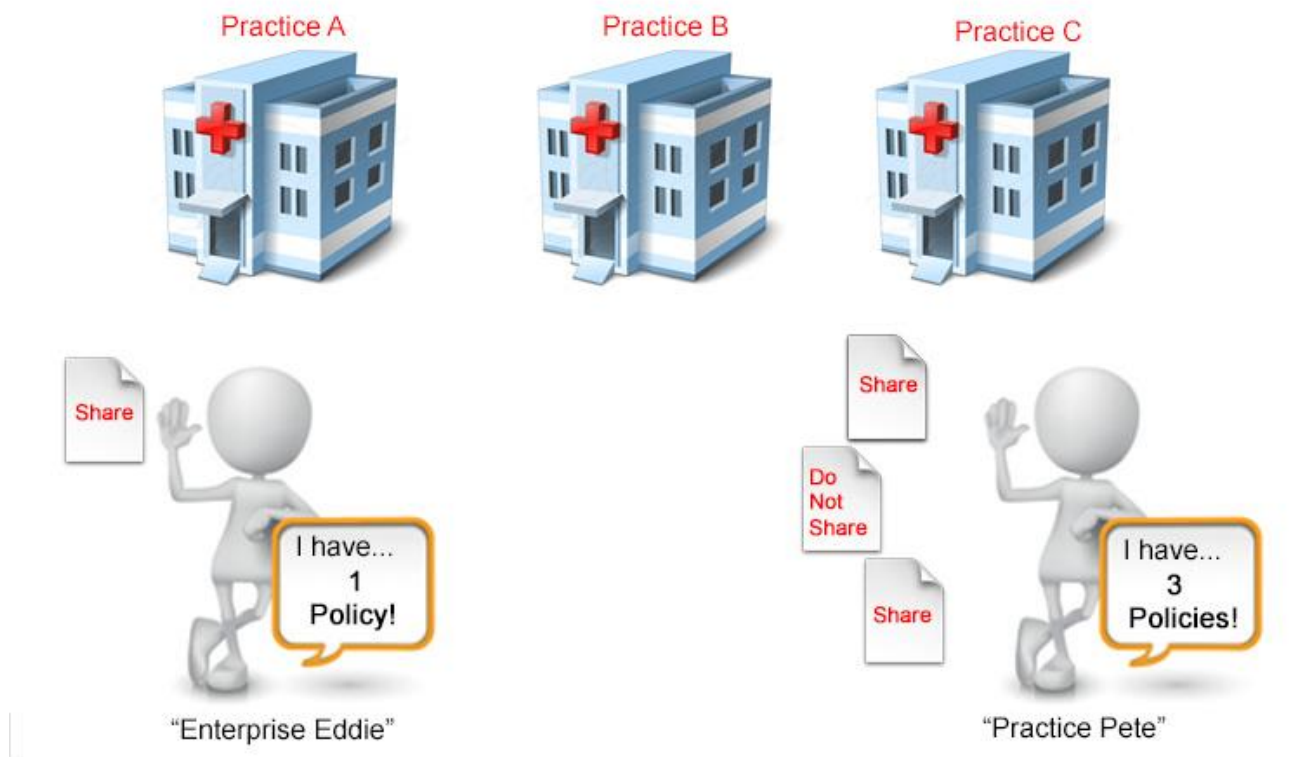 Practice A
Practice B
Practice C
Share
I have...
1
Policy!
"Enterprise Eddie"
Share
Do
Not
Share
Share
I have...
3
Policies!
"Practice Pete"